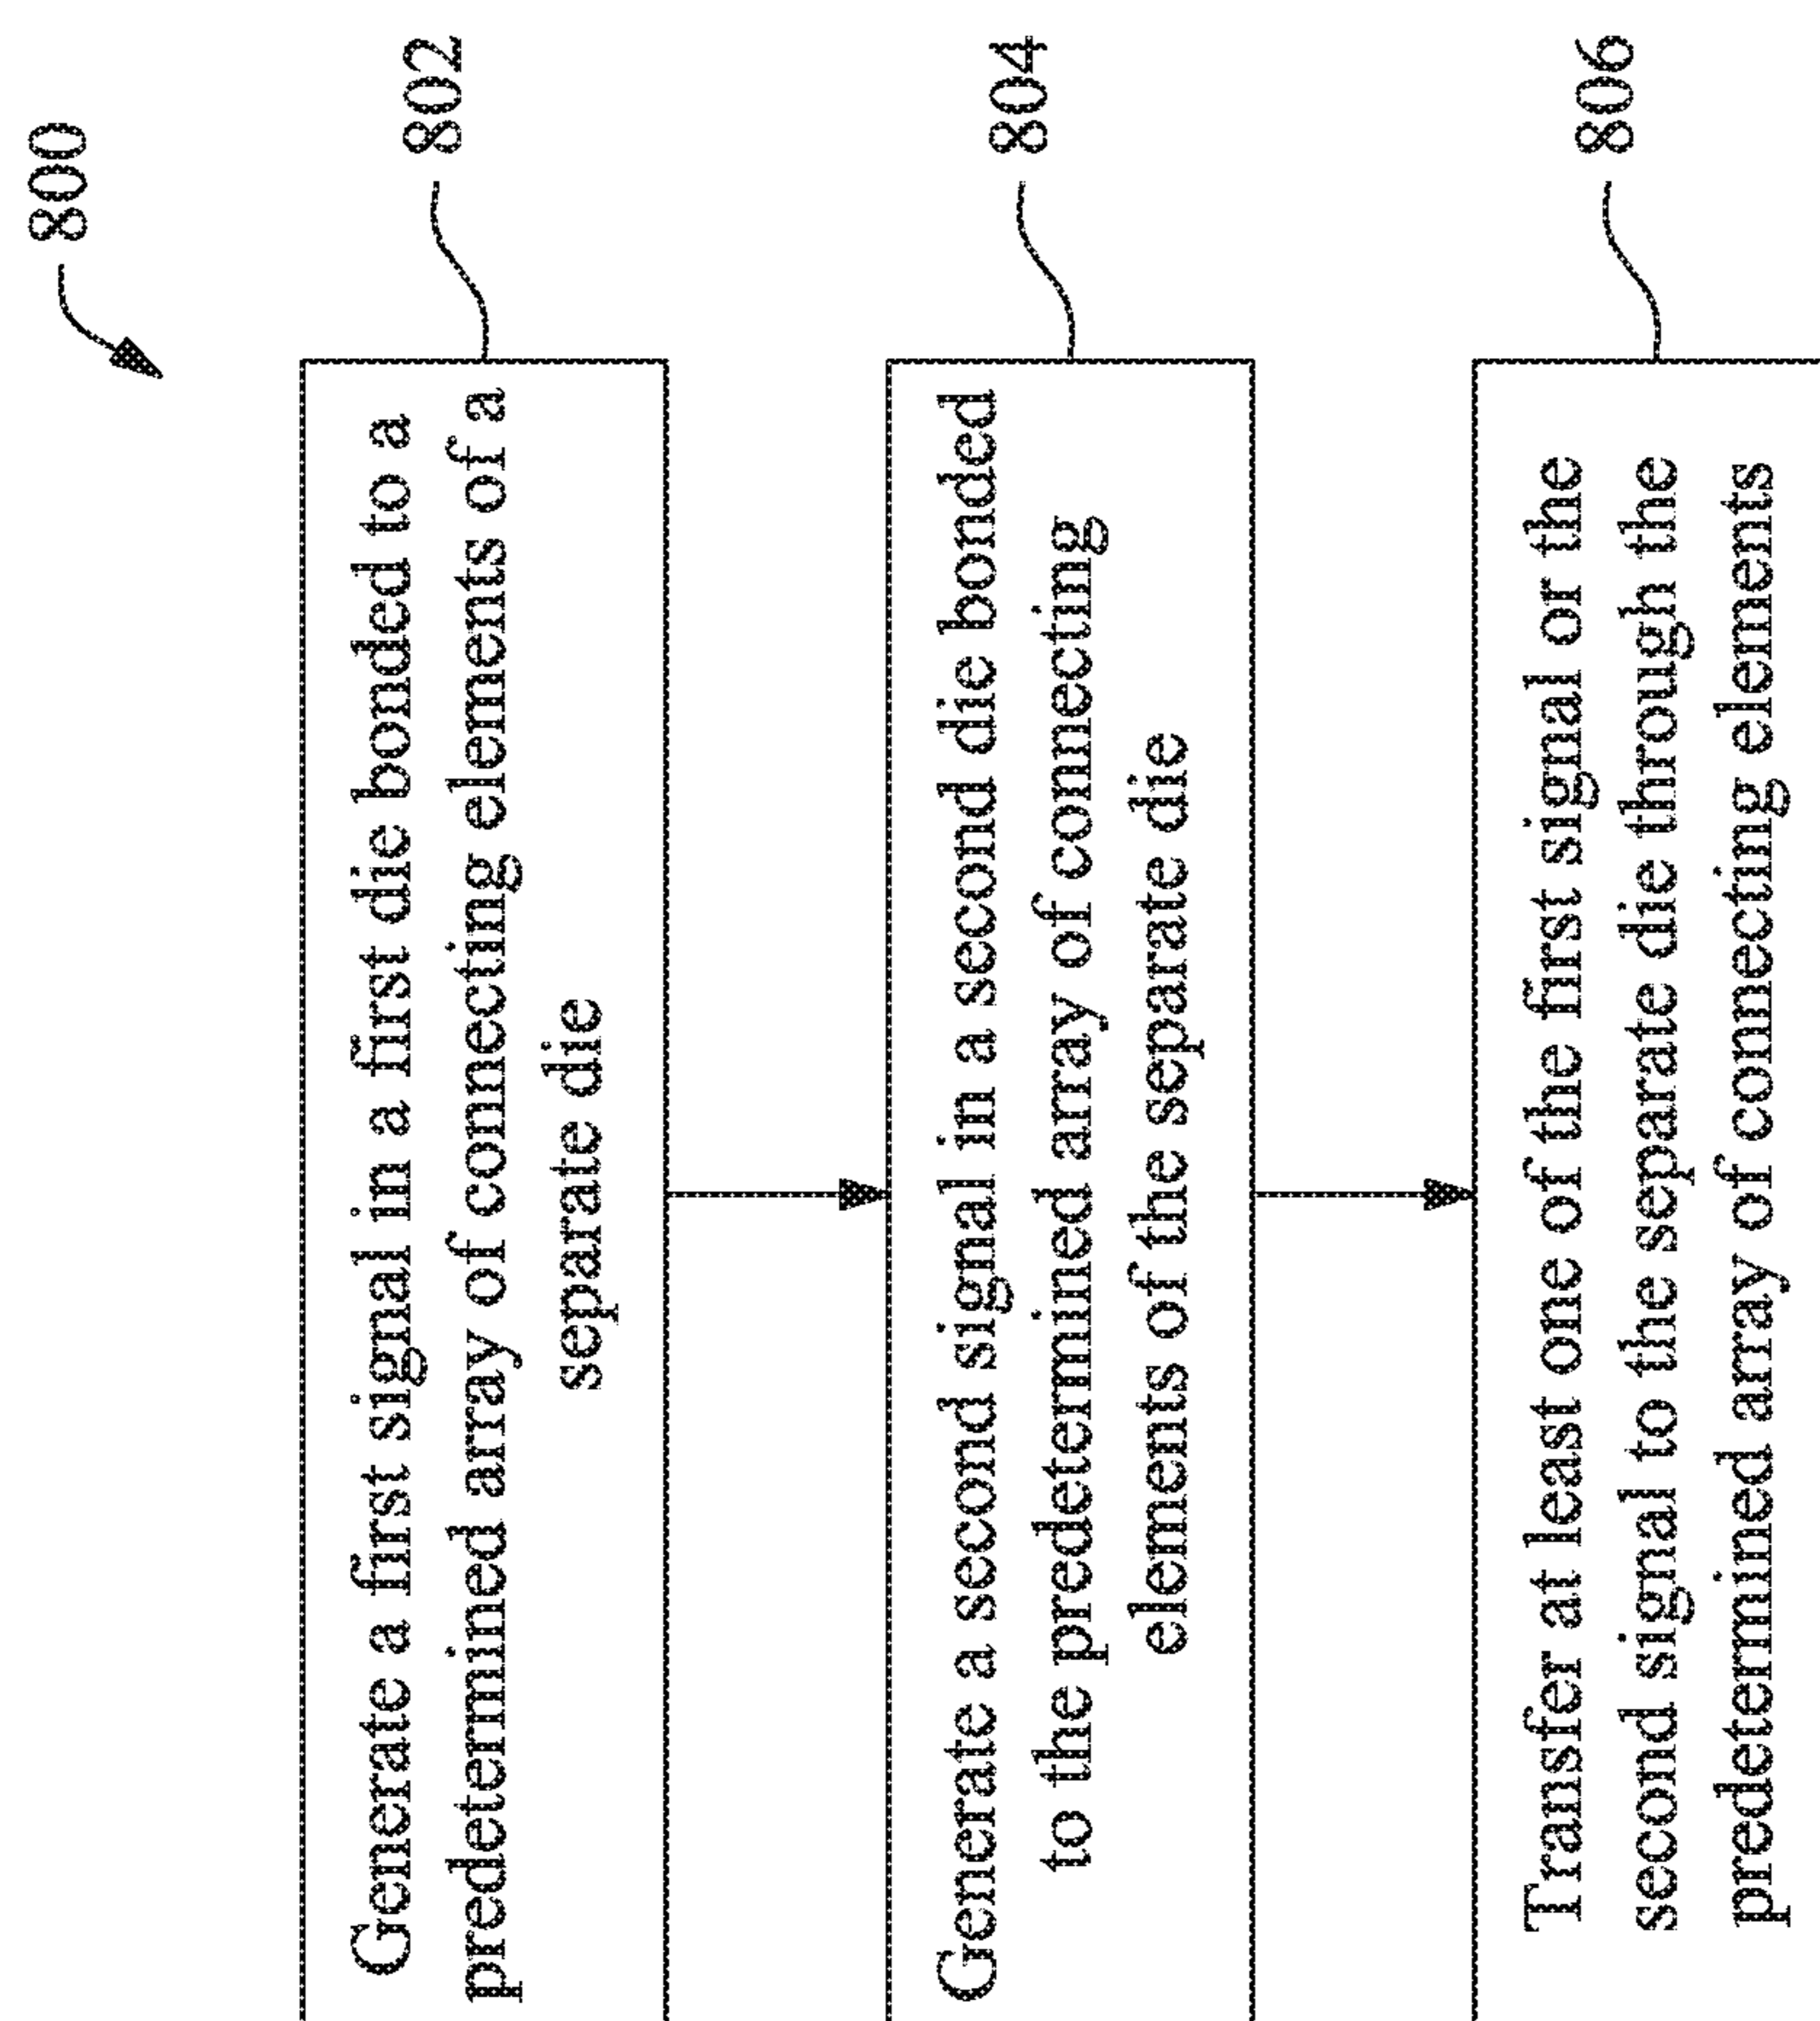 800
Generate a first signal in a first die bonded to a
predetermined array of connecting elements of a
separate die
802
Generate a second signal in a second die bonded
to the predetermined array of connecting
elements of the separate die
804
Transfer at least one of the first signal or the
second signal to the separate die through the
predetermined array of connecting elements
806